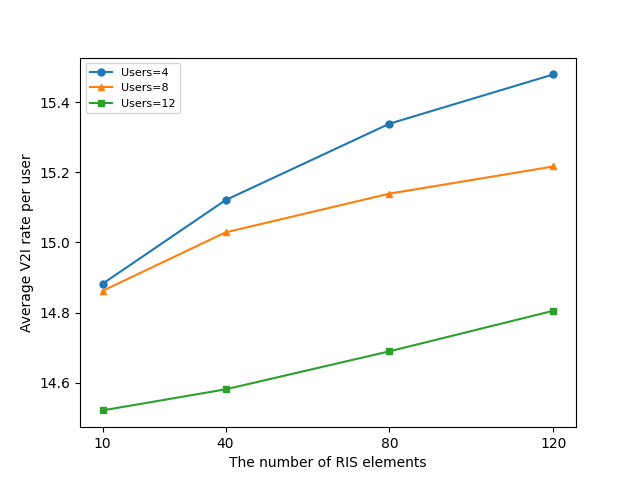 Users=4
Users=8
Users=12
Average V2I rate per user
15.4
15.2
15.0
14.8
14.6
10 40 80 120
The number of RIS elements